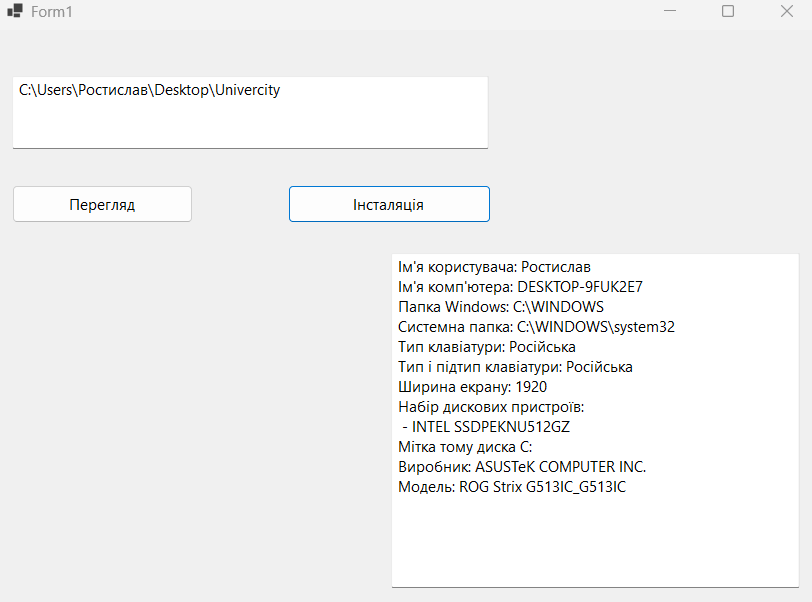 Form1
C:\Users\Ростислав\Desktop\Univercity
Перегляд
Інсталяція
Ім'я користувача: Ростислав
Ім'я комп'ютера: DESKTOP-9FUK2E7
Папка Windows: C:\WINDOWS
Системна папка: C:\WINDOWS\system32
Тип клавіатури: Російська
Тип і підтип клавіатури: Російська
Ширина екрану: 1920
Набір дискових пристроїв:
- INTEL SSDPEKNU512GZ
Мітка тому диска C:
Виробник: ASUSTeK COMPUTER INC.
Модель: ROG Strix G513IC_G513IC